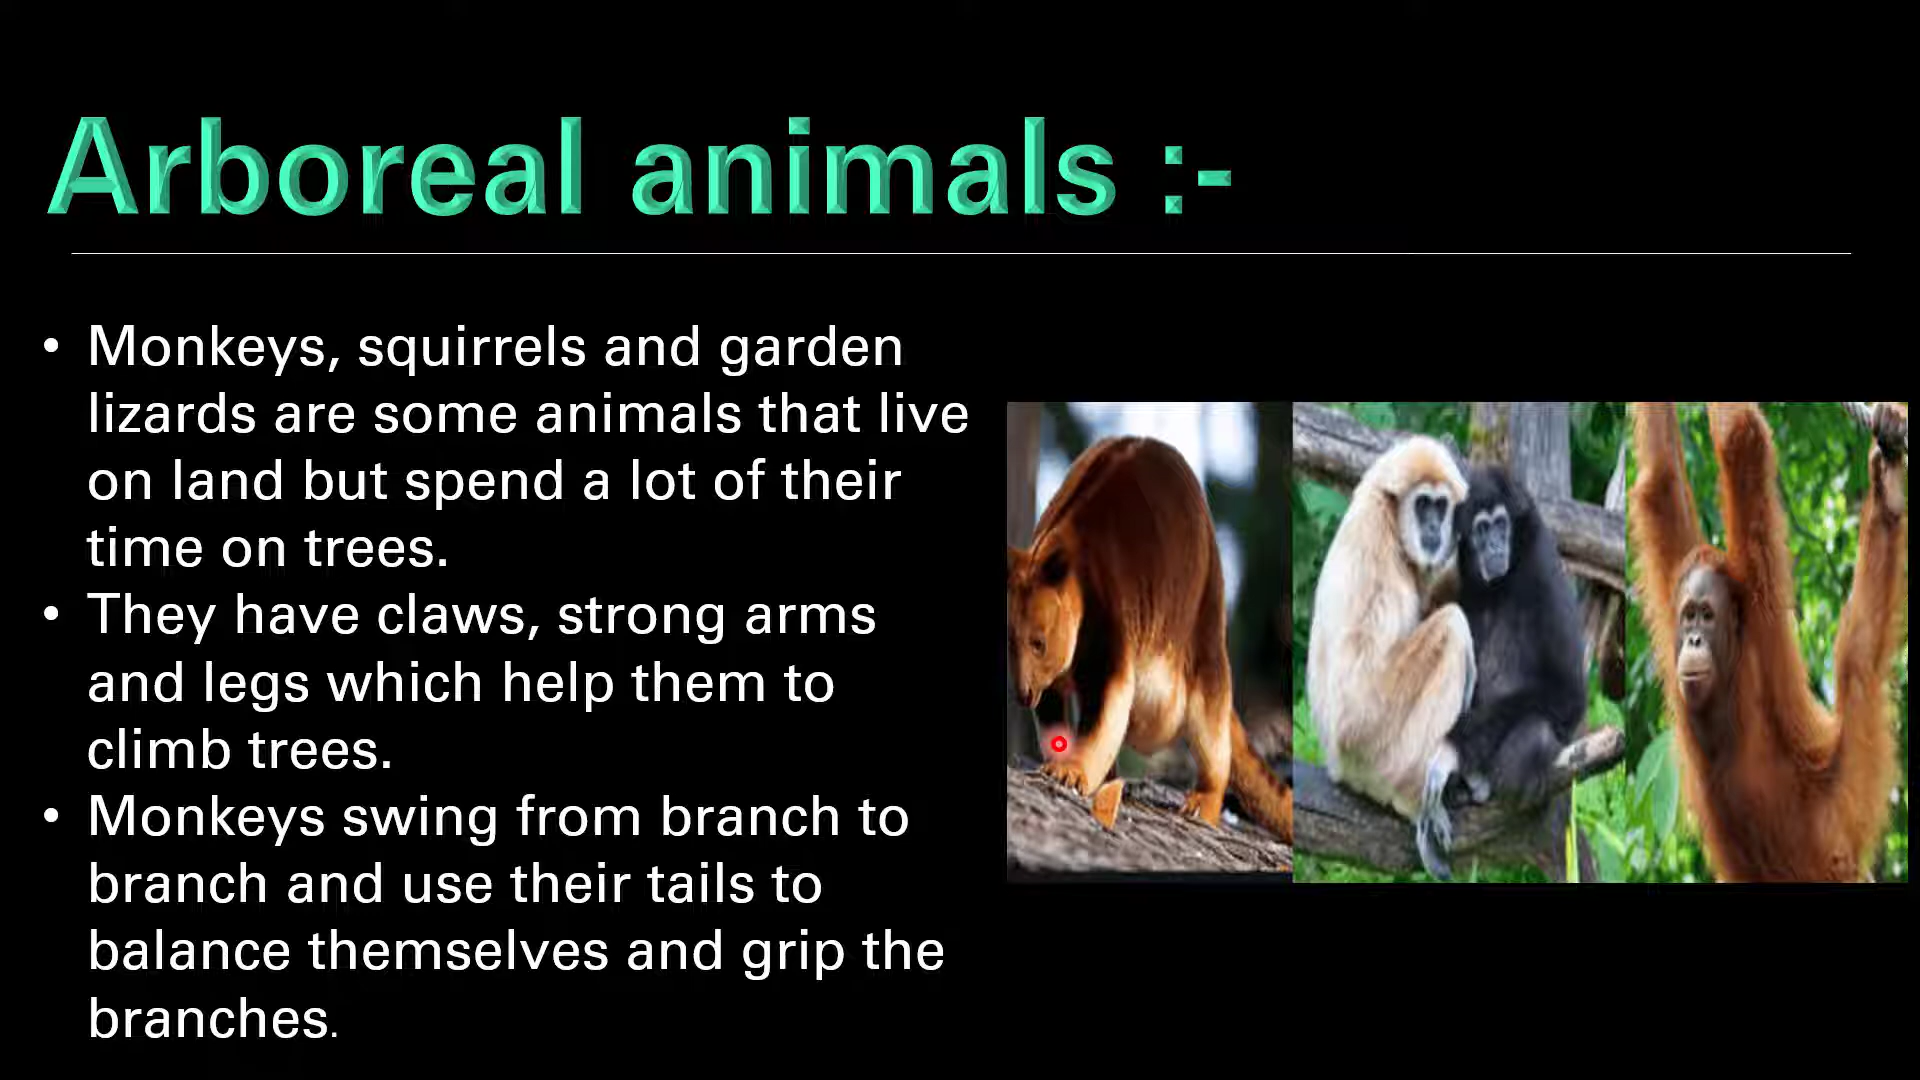 Arboreal animals :-
• Monkeys, squirrels and garden
lizards are some animals that live
on land but spend a lot of their
time on trees.
• They have claws, strong arms
and legs which help them to
climb trees.
• Monkeys swing from branch to
branch and use their tails to
balance themselves and grip the
branches.